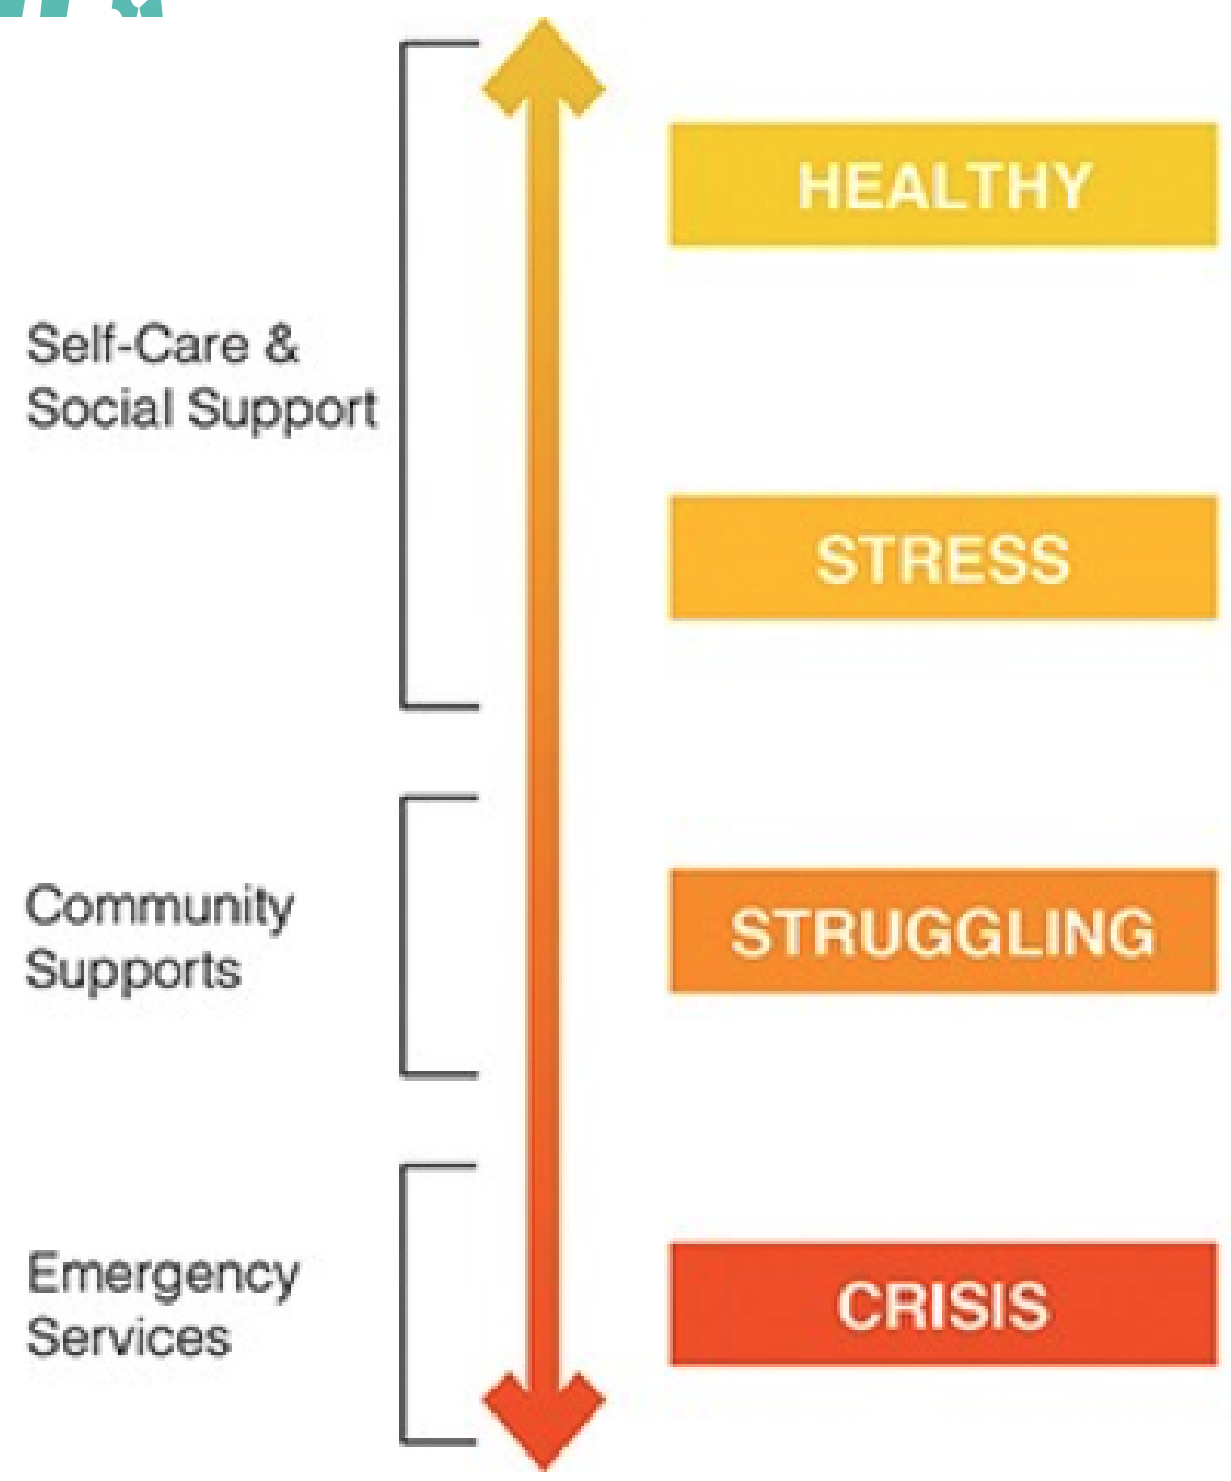 HEALTHY
Self-Care &
Social Support
STRESS
Community
Supports
STRUGGLING
Emergency
Services
CRISIS